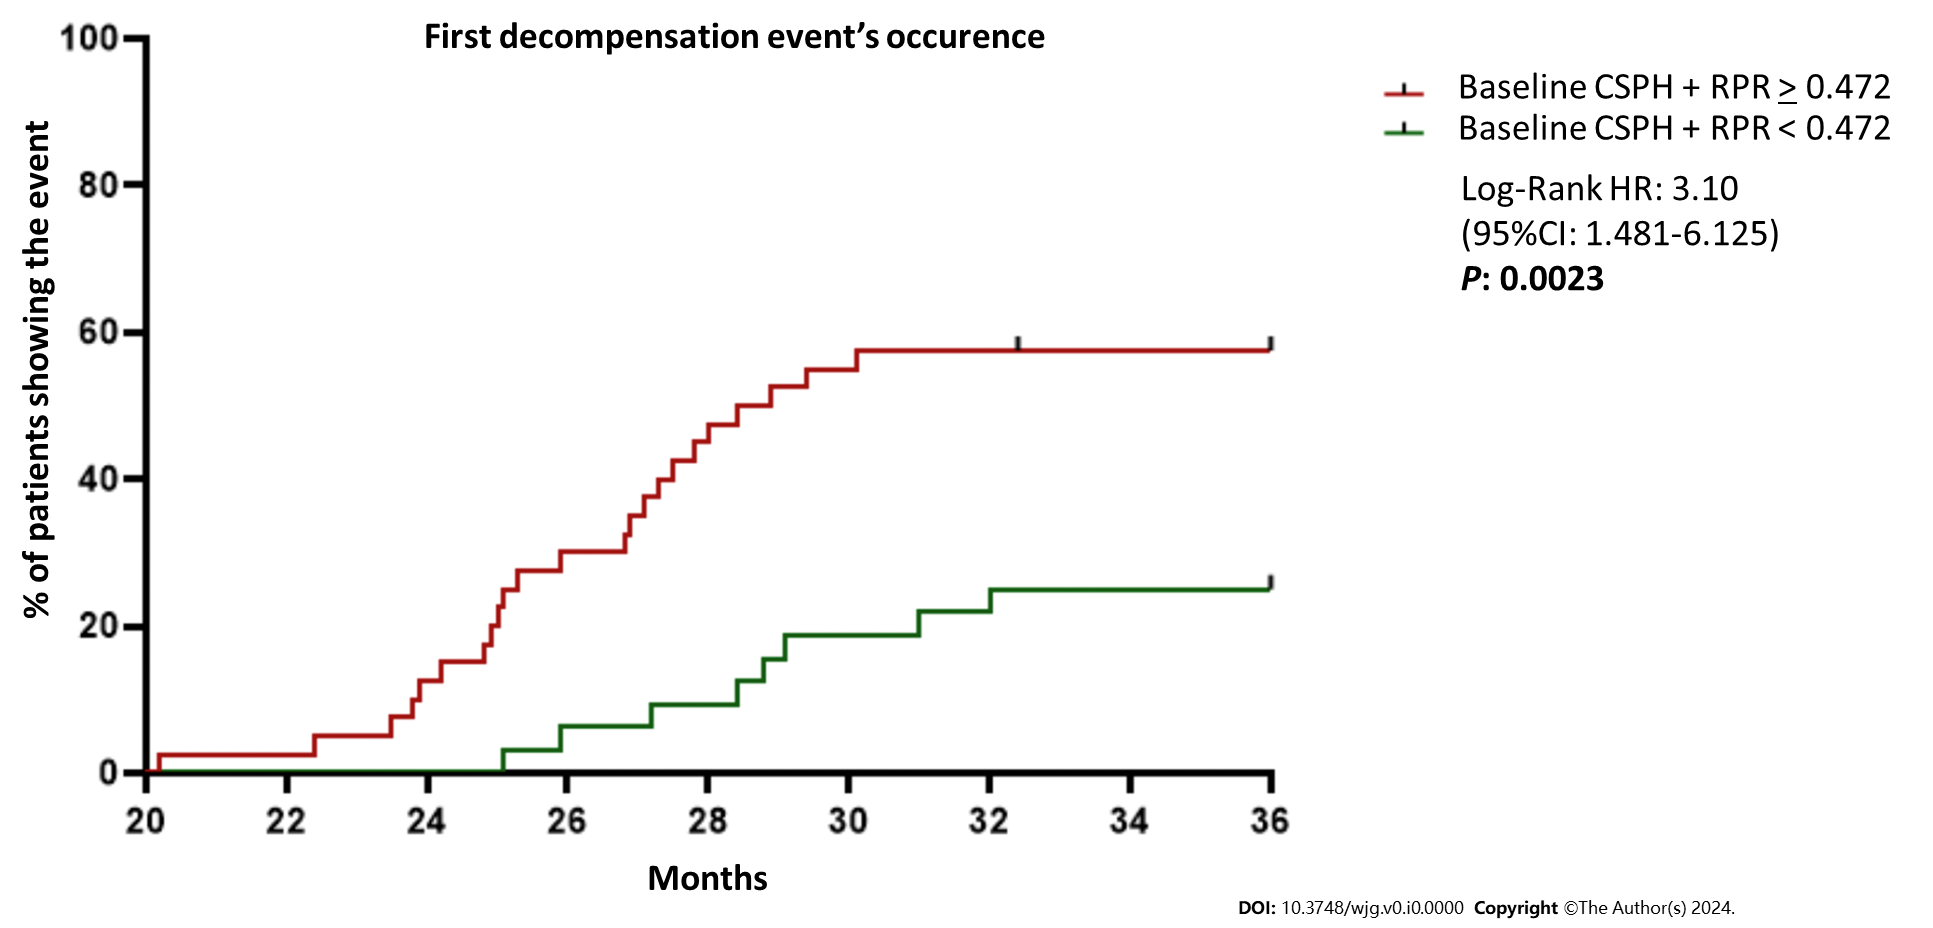 First decompensation event’s occurence
% of patients showing the event
100
80
60
40
20
0
20 22 24 26 28 30 32 34 36
Months
Baseline CSPH + RPR ≥ 0.472
Baseline CSPH + RPR < 0.472
Log-Rank HR: 3.10
(95%CI: 1.481-6.125)
P: 0.0023
DOI: 10.3748/wjg.v0.i0.0000 Copyright ©The Author(s) 2024.